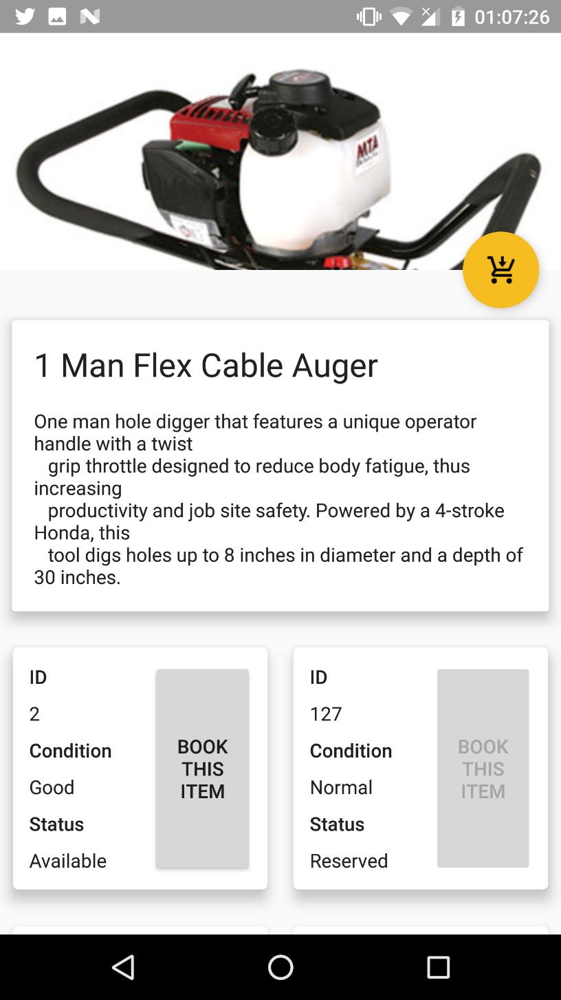 01:07:26
MTA
1 Man Flex Cable Auger
One man hole digger that features a unique operator
handle with a twist
grip throttle designed to reduce body fatigue, thus
increasing
productivity and job site safety. Powered by a 4-stroke
Honda, this
tool digs holes up to 8 inches in diameter and a depth of
30 inches.
ID
2
Condition
Good
Status
Available
BOOK
THIS
ITEM
ID
127
Condition
Normal
Status
Reserved
BOOK
THIS
ITEM